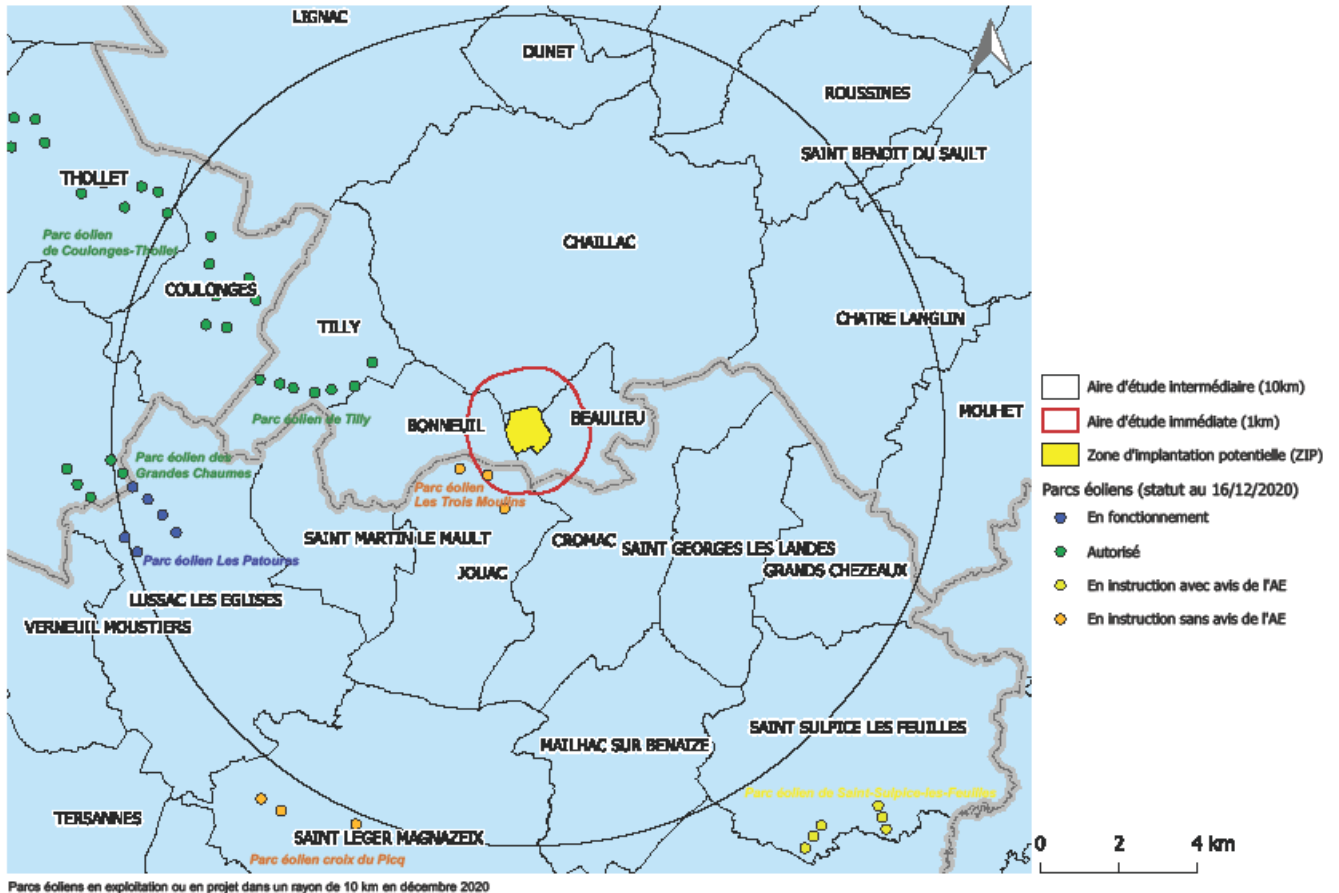 LIGNAC
DUNET
ROUSSINES
SAINT BENOIT DU SAULT
THOLLET
Parc éolien
de Coulonges-Thollet
CHAILLAC
COULONGES
TILLY
CHATRE LANGLIN
Parc éolien de Tilly
BONNEUIL
BEAULIEU
MOUHET
Parc éolien des
Grandes Chaumes
Parc éolien
Les Trois Moulins
SAINT MARTIN LE MAULT
CROMAC
SAINT GEORGES LES LANDES
Parc éolien Les Patoures
JOUAC
GRANDS CHEZEAUX
LUSSAC LES EGLISES
VERNEUIL MOUSTIERS
SAINT SULPICE LES FEUILLES
MAILHAC SUR BENAIZE
Parc éolien de Saint-Sulpice-les-Feuilles
TERSANNES
SAINT LEGER MAGNAZEIX
Parc éolien croix du Picq
Aire d'étude intermédiaire (10km)
Aire d'étude immédiate (1km)
Zone d'implantation potentielle (ZIP)
Parcs éoliens (statut au 16/12/2020)
En fonctionnement
Autorisé
En instruction avec avis de l'AE
En instruction sans avis de l'AE
0 2 4 km
Parcs éoliens en exploitation ou en projet dans un rayon de 10 km en décembre 2020